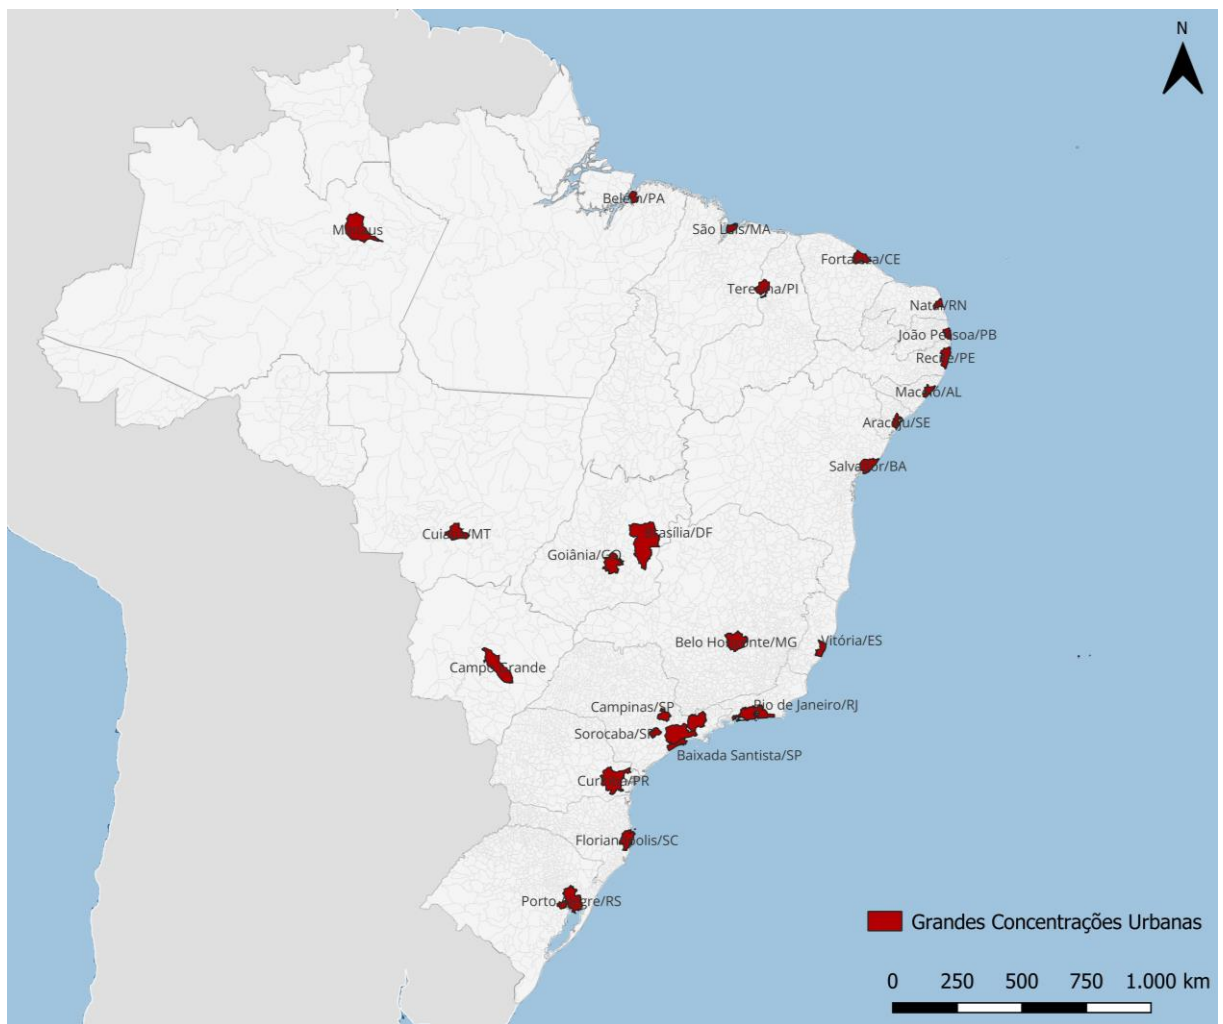 N
Belém/PA
São Luís/MA
Manaus
Fortaleza/CE
Teresina/PI
Natal/RN
João Pessoa/PB
Recife/PE
Maceió/AL
Aracaju/SE
Salvador/BA
Cuiabá/MT
Brasília/DF
Goiânia/GO
Belo Horizonte/MG
Vitória/ES
Campo Grande
Campinas/SP
Rio de Janeiro/RJ
Sorocaba/SP
Baixada Santista/SP
Curitiba/PR
Florianópolis/SC
Porto Alegre/RS
Grandes Concentrações Urbanas
0 250 500 750 1.000 km